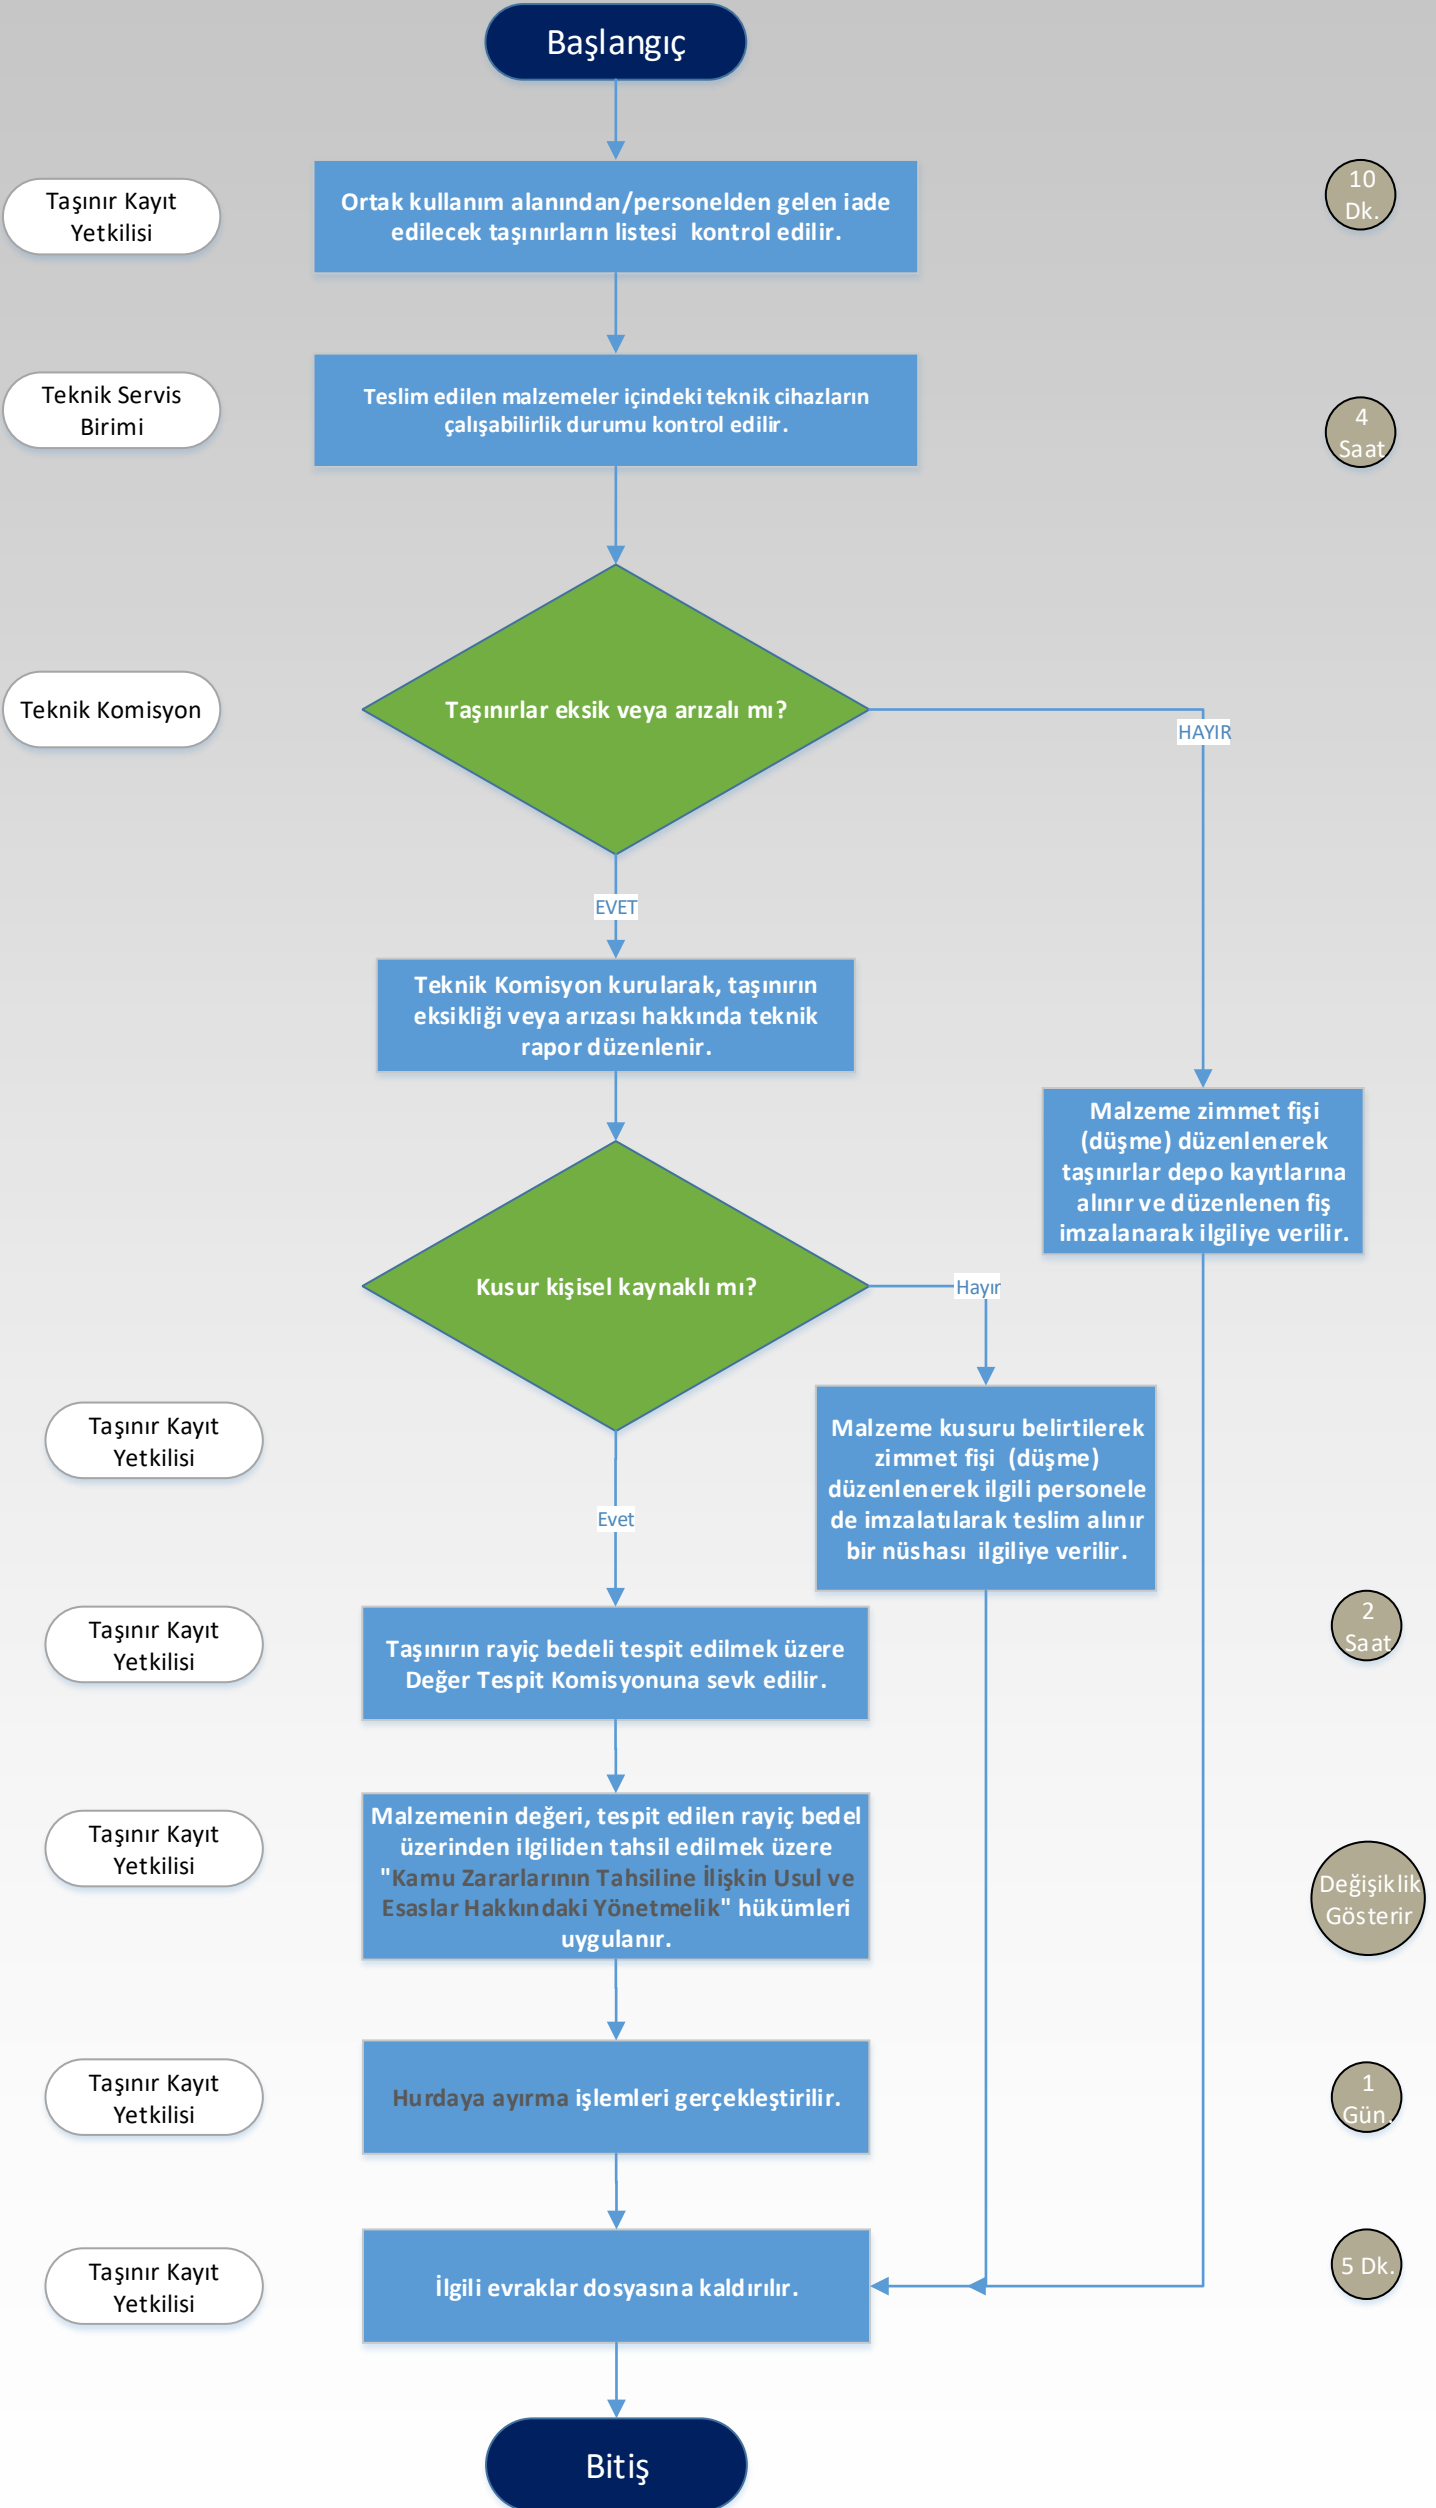 Başlangıç
Taşınır Kayıt
Yetkilisi
Ortak kullanım alanından/personelden gelen iade
edilecek taşınırların listesi kontrol edilir.
10
Dk.
Teknik Servis
Birimi
Teslim edilen malzemeler içindeki teknik cihazların
çalışabilirlik durumu kontrol edilir.
4
Saat
Teknik Komisyon
Taşınırlar eksik veya arızalı mı?
HAYIR
EVET
Teknik Komisyon kurularak, taşınırın
eksikliği veya arızası hakkında teknik
rapor düzenlenir.
Malzeme zimmet fişi
(düşme) düzenlenerek
taşınırlar depo kayıtlarına
alınır ve düzenlenen fiş
imzalanarak ilgiliye verilir.
Kusur kişisel kaynaklı mı?
Hayır
Taşınır Kayıt
Yetkilisi
Malzeme kusuru belirtilerek
zimmet fişi (düşme)
düzenlenerek ilgili personele
de imzalatılarak teslim alınır
bir nüshası ilgiliye verilir.
Evet
Taşınır Kayıt
Yetkilisi
Taşınırın rayiç bedeli tespit edilmek üzere
Değer Tespit Komisyonuna sevk edilir.
2
Saat
Taşınır Kayıt
Yetkilisi
Malzemenin değeri, tespit edilen rayiç bedel
üzerinden ilgiliden tahsil edilmek üzere
"Kamu Zararlarının Tahsiline İlişkin Usul ve
Esaslar Hakkındaki Yönetmelik" hükümleri
uygulanır.
Değişiklik
Gösterir
Taşınır Kayıt
Yetkilisi
Hurdaya ayırma işlemleri gerçekleştirilir.
1
Gün.
Taşınır Kayıt
Yetkilisi
İlgili evraklar dosyasına kaldırılır.
5 Dk.
Bitiş